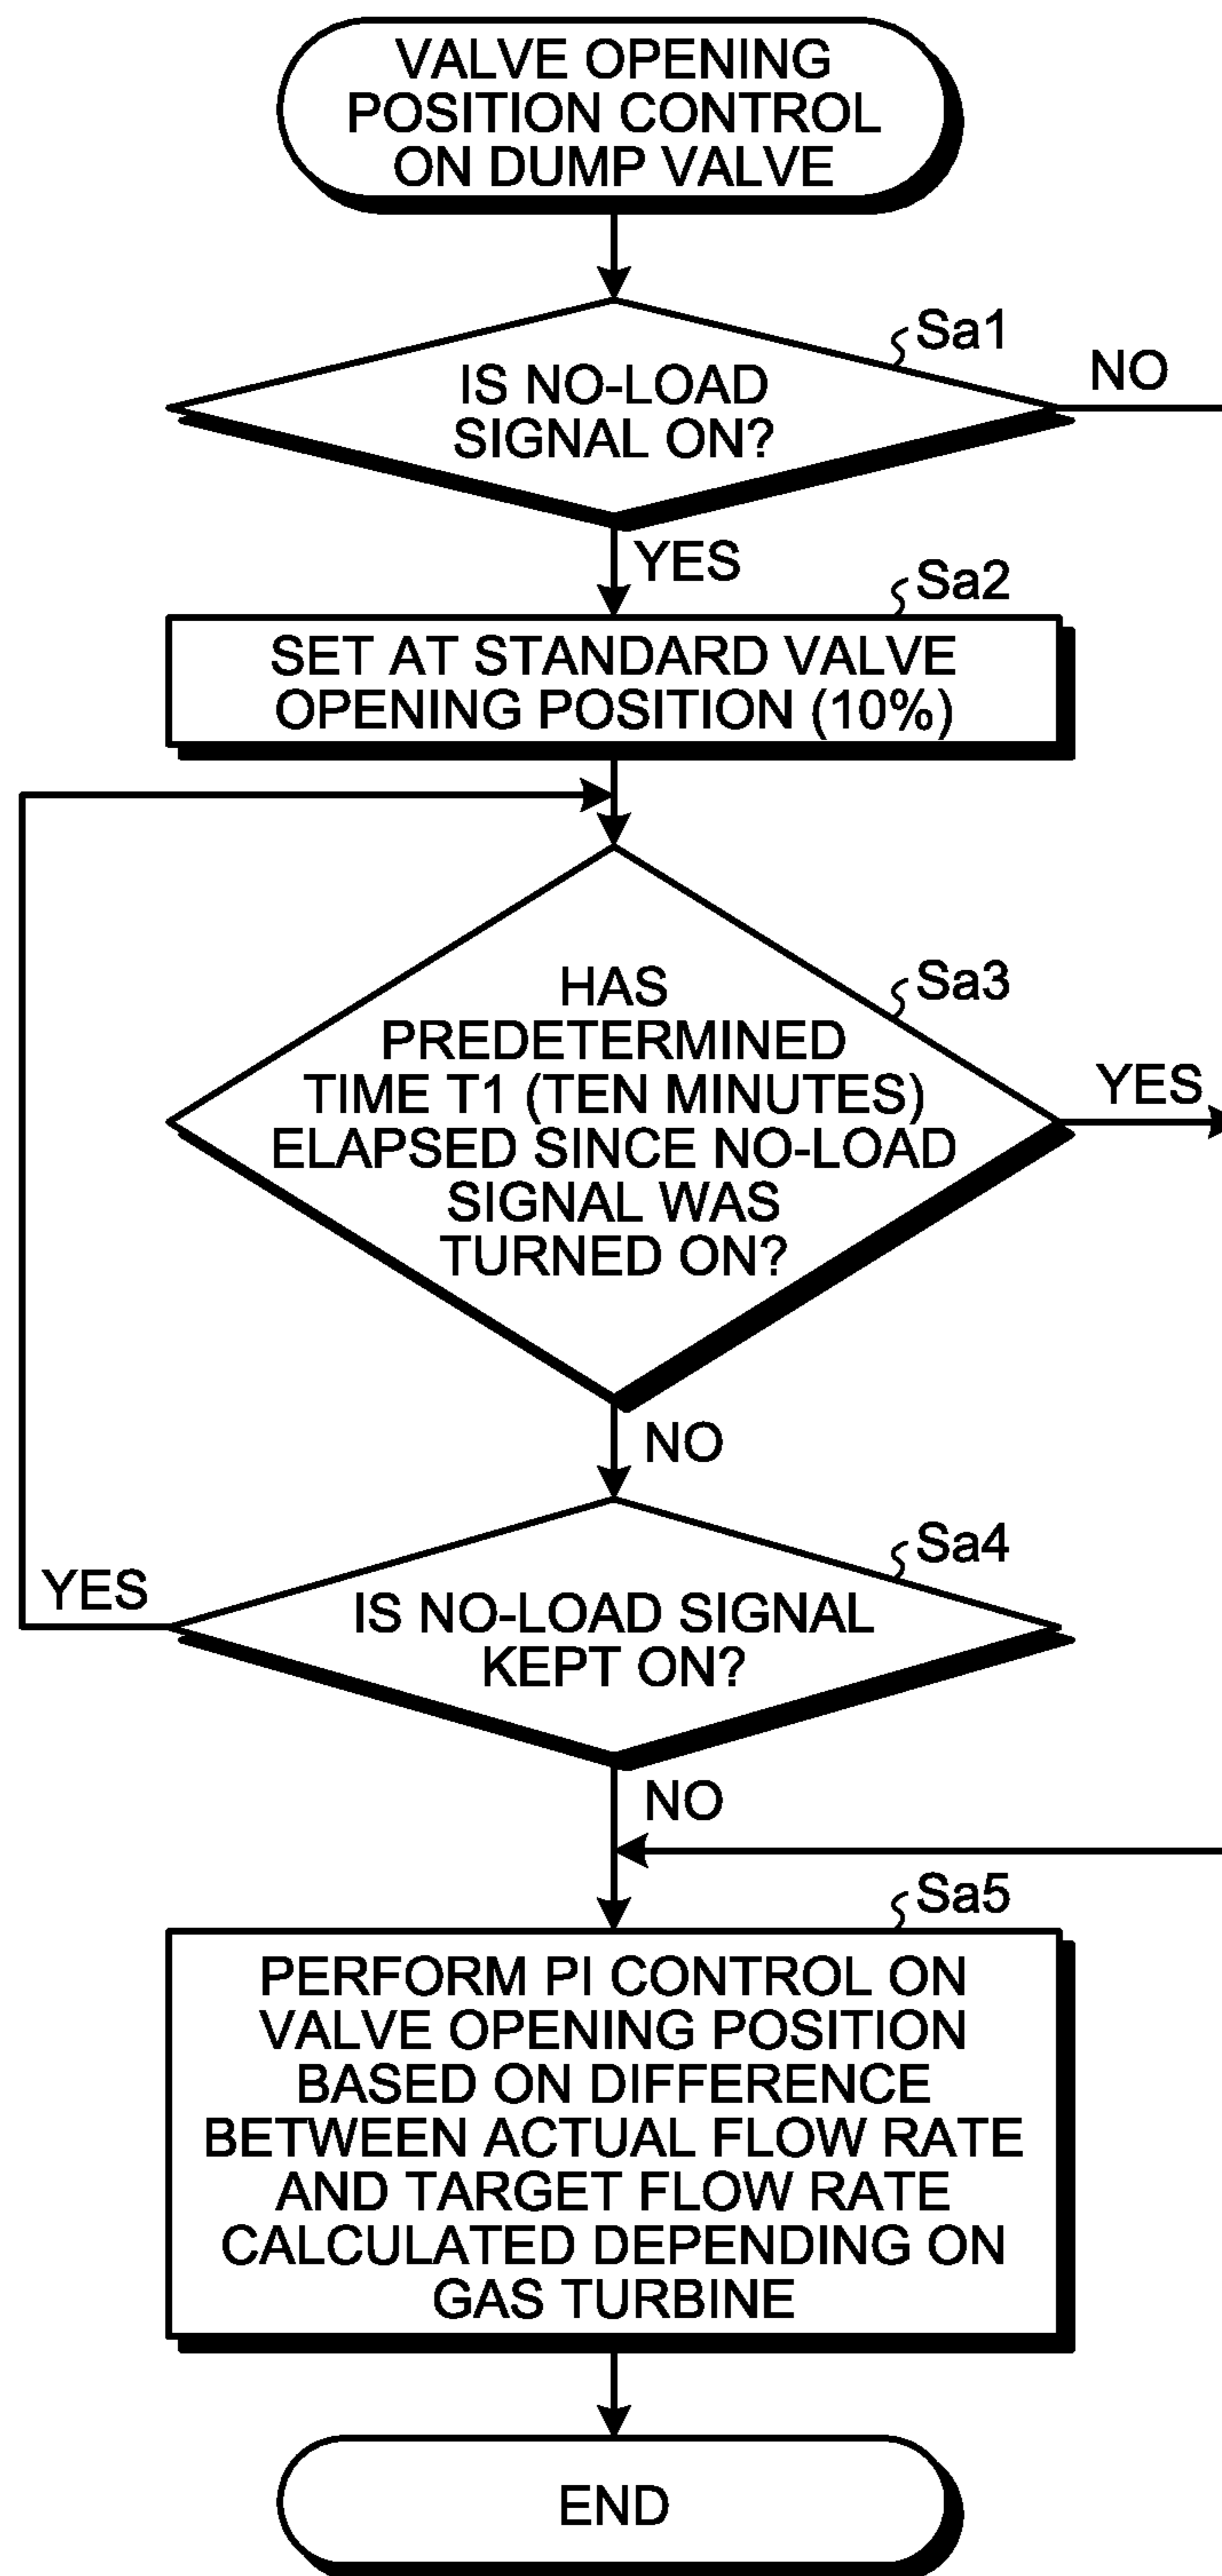 VALVE OPENING
POSITION CONTROL
ON DUMP VALVE
Sa1
NO
IS NO-LOAD
SIGNAL ON?
YES
Sa2
SET AT STANDARD VALVE
OPENING POSITION (10%)
Sa3
HAS
PREDETERMINED
TIME T1 (TEN MINUTES)
ELAPSED SINCE NO-LOAD
SIGNAL WAS
TURNED ON?
YES
NO
Sa4
YES
IS NO-LOAD SIGNAL
KEPT ON?
NO
Sa5
PERFORM PI CONTROL ON
VALVE OPENING POSITION
BASED ON DIFFERENCE
BETWEEN ACTUAL FLOW RATE
AND TARGET FLOW RATE
CALCULATED DEPENDING ON
GAS TURBINE
END